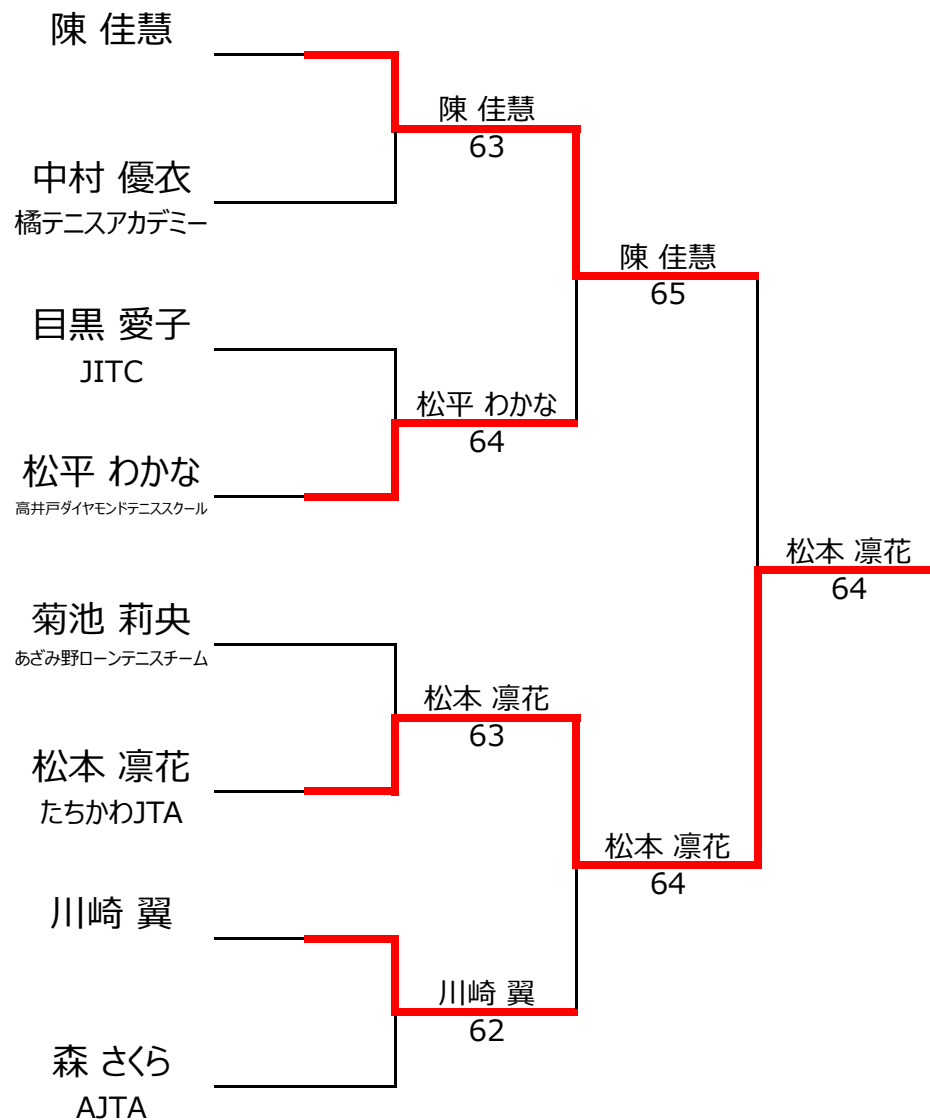 陳 佳慧
中村 優衣
橘テニスアカデミー
目黒 愛子
JITC
松平 わかな
高井戸ダイヤモンドテニススクール
菊池 莉央
あざみ野ローンテニスチーム
松本 凛花
たちかわJTA
川崎 翼
森 さくら
AJTA
陳 佳慧
63
松平 わかな
64
松本 凛花
63
川崎 翼
62
陳 佳慧
65
松本 凛花
64
松本 凛花
64